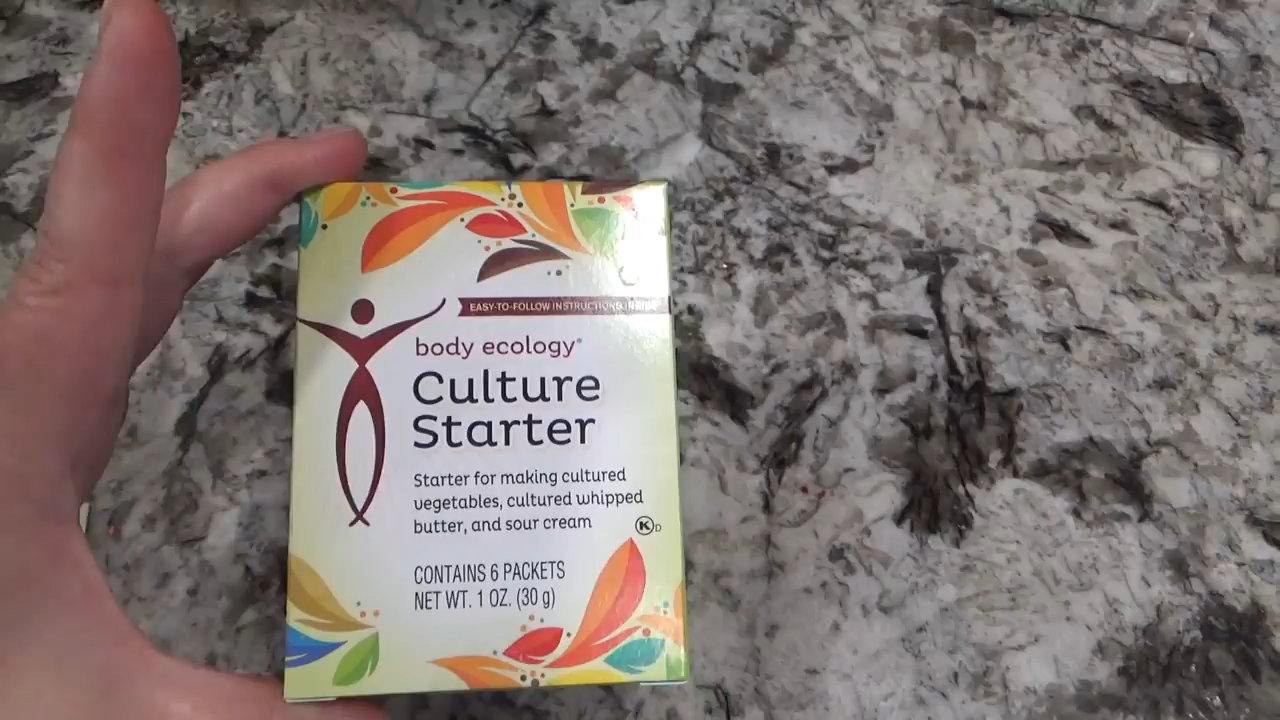 EASY-TO-FOLLOW INSTRUCTIONS INSIDE
body ecology®
Culture
Starter
Starter for making cultured
vegetables, cultured whipped
butter, and sour cream
K D
CONTAINS 6 PACKETS
NET WT. 1 OZ. (30 g)